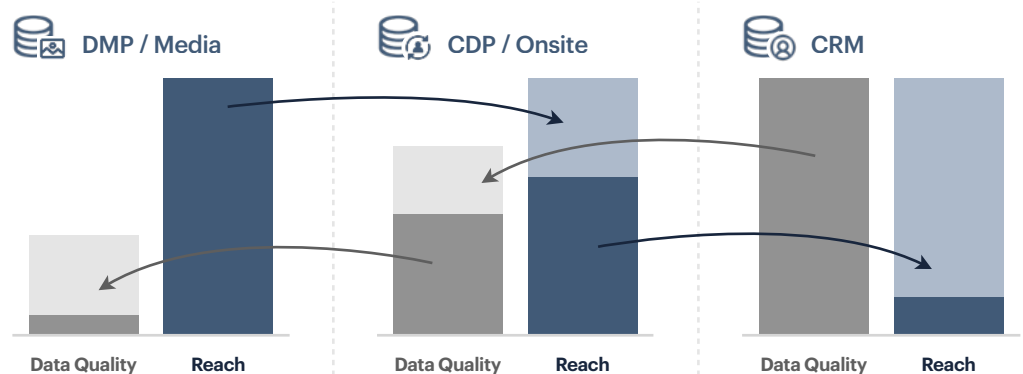 DMP / Media
CDP / Onsite
CRM
Data Quality
Reach
Data Quality
Reach
Data Quality
Reach